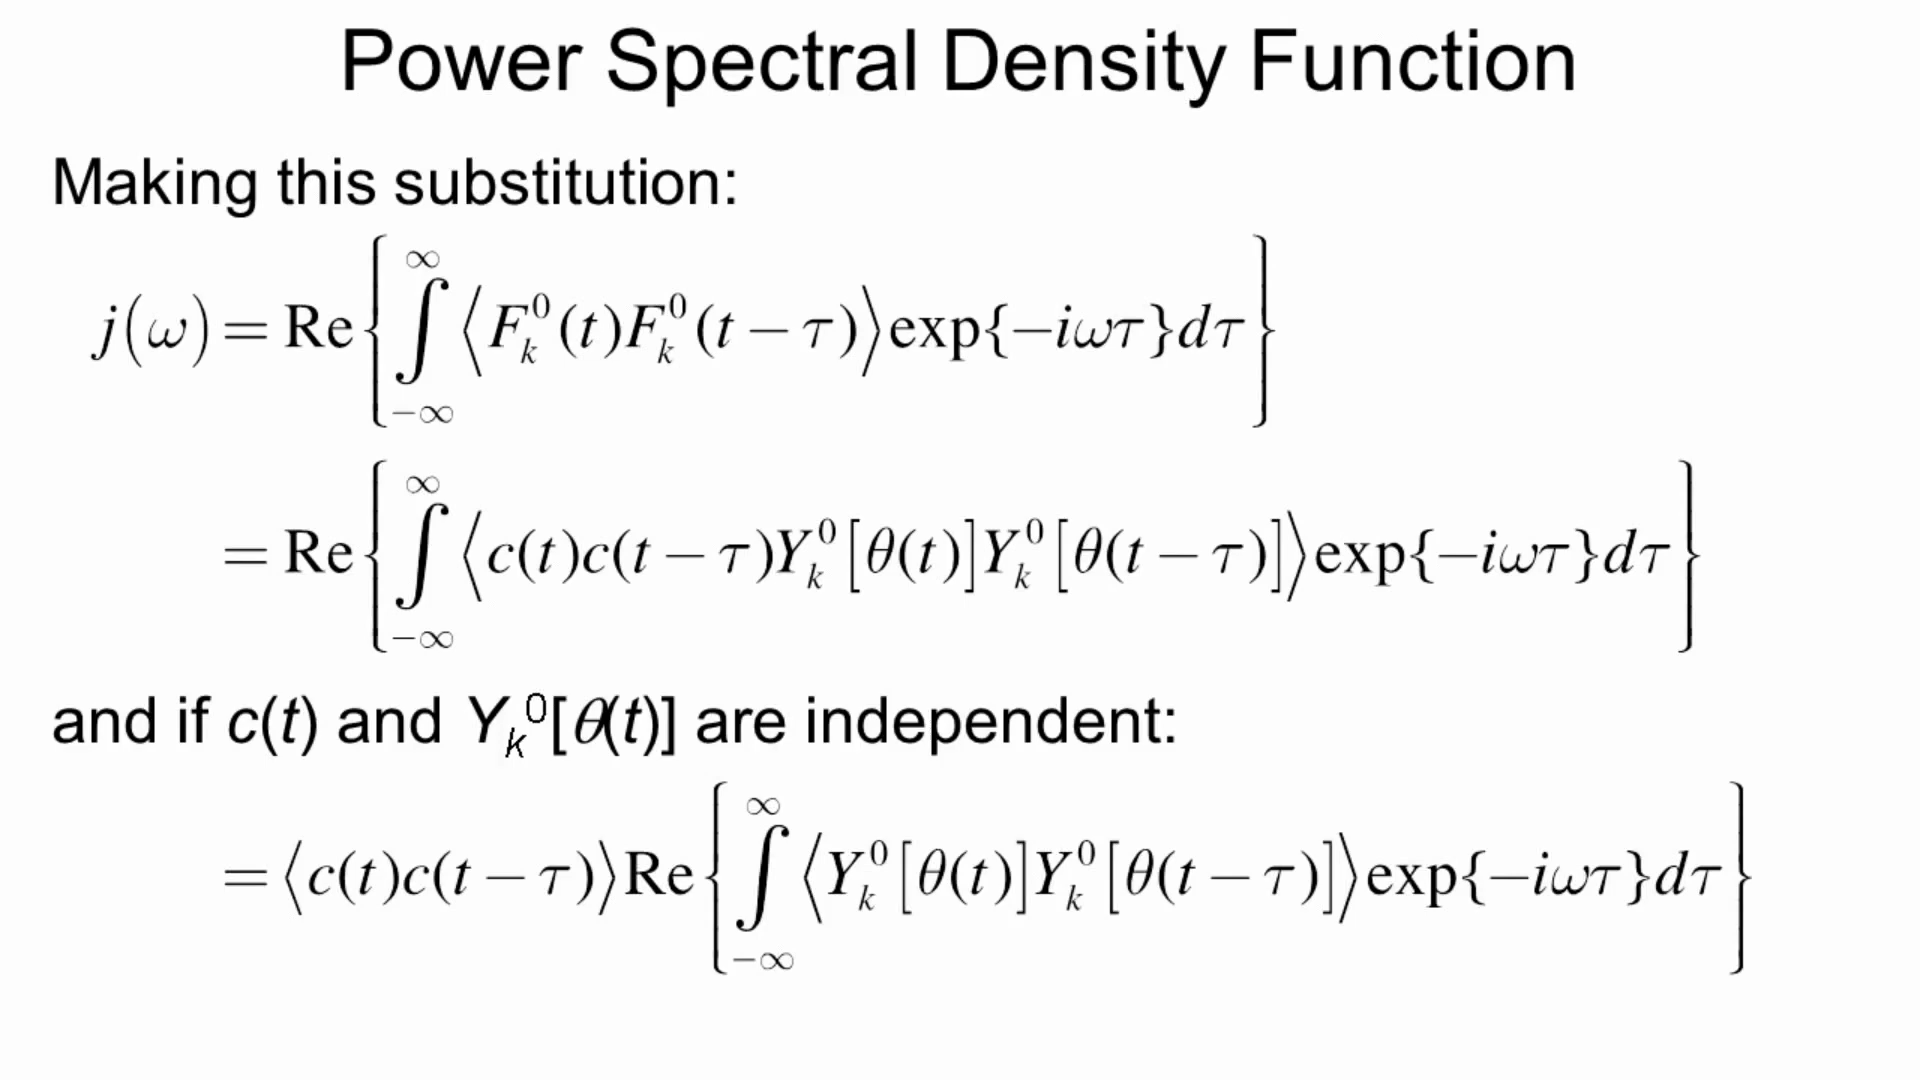 Power Spectral Density Function
Making this substitution:
j(ω) = Re{∫_{−∞}^{∞} ⟨F_k^0(t)F_k^0(t − τ)⟩exp{−iωτ}dτ}
= Re{∫_{−∞}^{∞} ⟨c(t)c(t − τ)Y_k^0[θ(t)]Y_k^0[θ(t − τ)]⟩exp{−iωτ}dτ}
and if c(t) and Y_k^0[θ(t)] are independent:
= ⟨c(t)c(t − τ)⟩Re{∫_{−∞}^{∞} ⟨Y_k^0[θ(t)]Y_k^0[θ(t − τ)]⟩exp{−iωτ}dτ}